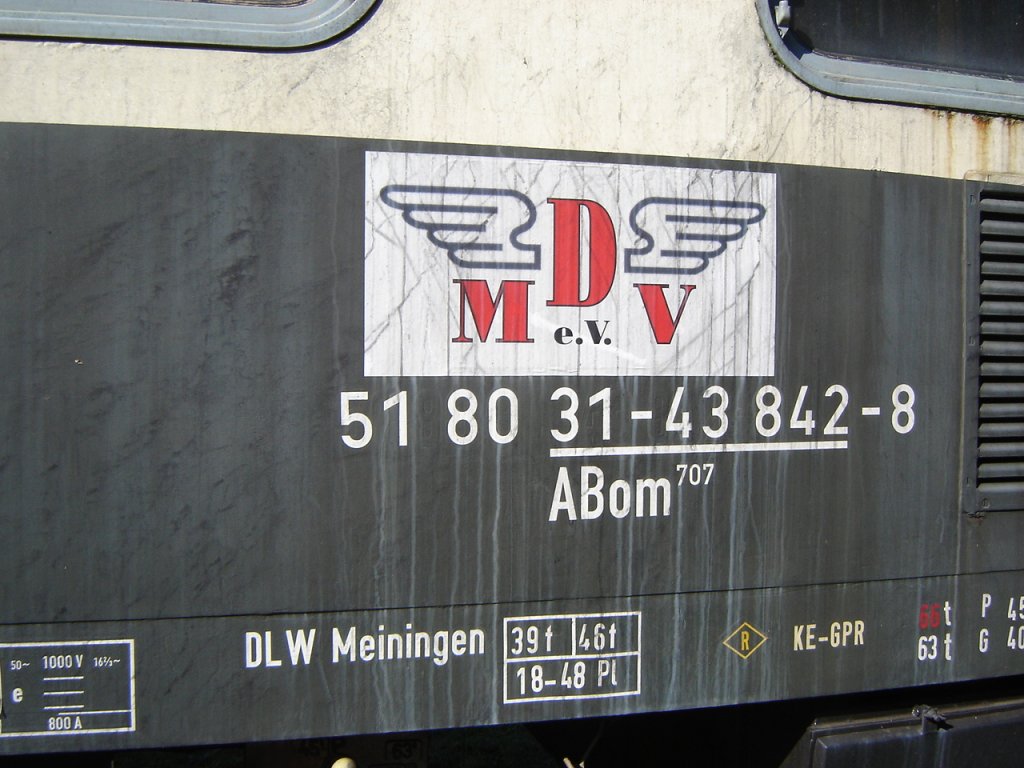 D
M e.V. V
51 80 31-43 842-8
ABom 707
50~ 1000 V 16⅔~
e
800 A
DLW Meiningen
39 t 46 t
18-48 Pl
R
KE-GPR
66 t
63 t
P 45
G 40